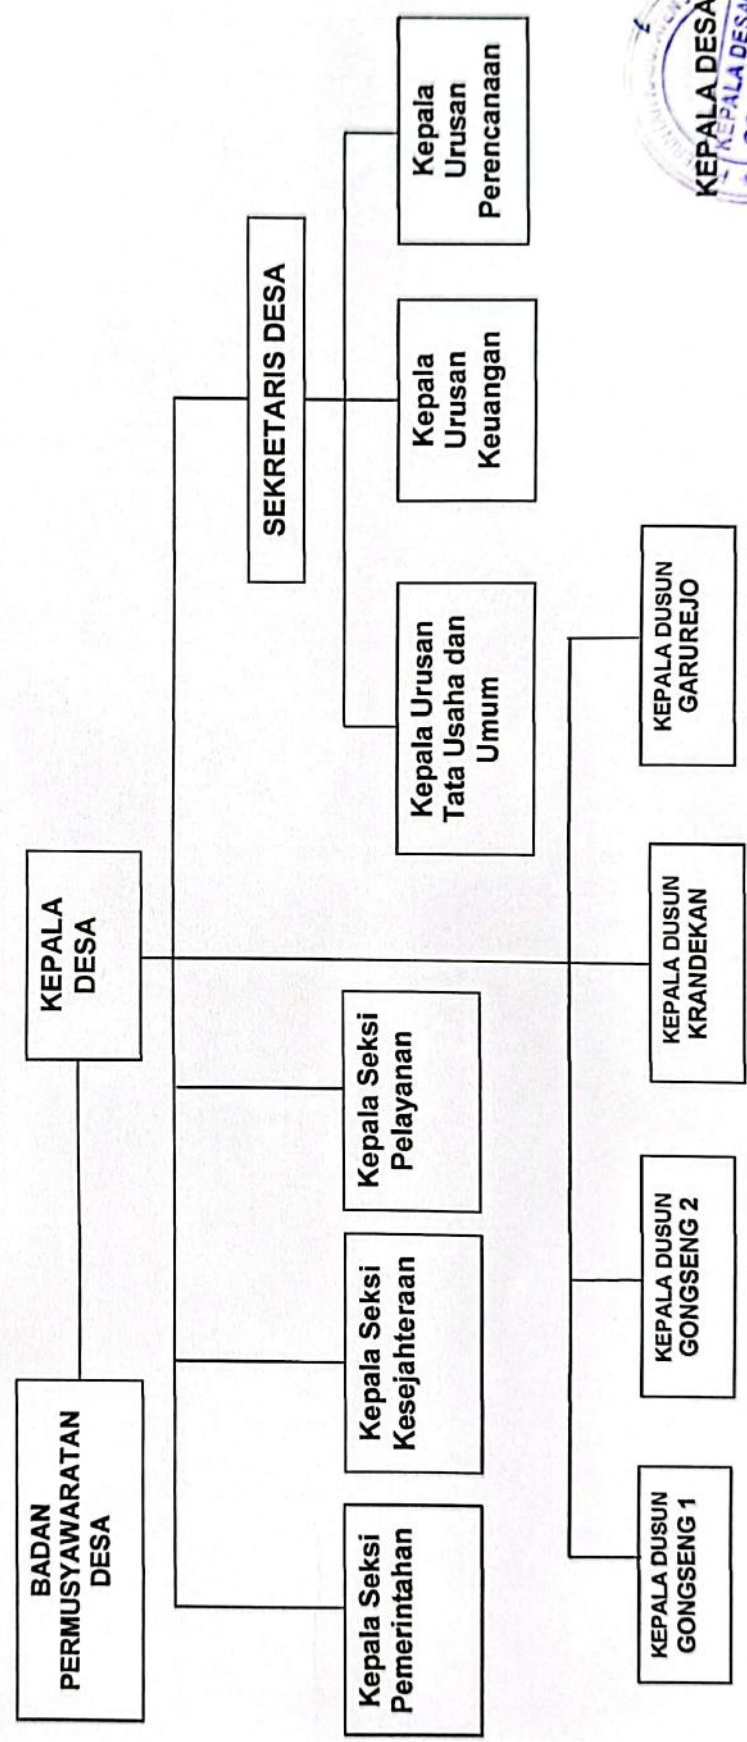 BADAN
PERMUSYAWARATAN
DESA
KEPALA
DESA
SEKRETARIS DESA
Kepala Seksi
Pemerintahan
Kepala Seksi
Kesejahteraan
Kepala Seksi
Pelayanan
Kepala Urusan
Tata Usaha dan
Umum
Kepala
Urusan
Keuangan
Kepala
Urusan
Perencanaan
KEPALA DUSUN
GONGSENG 1
KEPALA DUSUN
GONGSENG 2
KEPALA DUSUN
KRANDEKAN
KEPALA DUSUN
GARUREJO
KEPALA DESA
KEPALA DESA